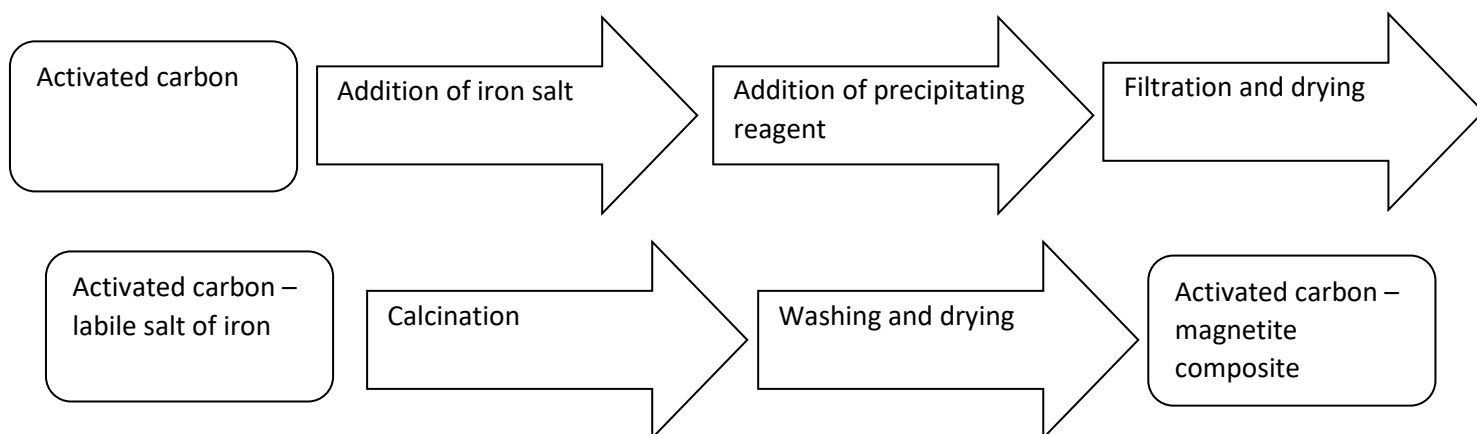 Activated carbon
Addition of iron salt
Addition of precipitating
reagent
Filtration and drying
Activated carbon –
labile salt of iron
Calcination
Washing and drying
Activated carbon –
magnetite
composite